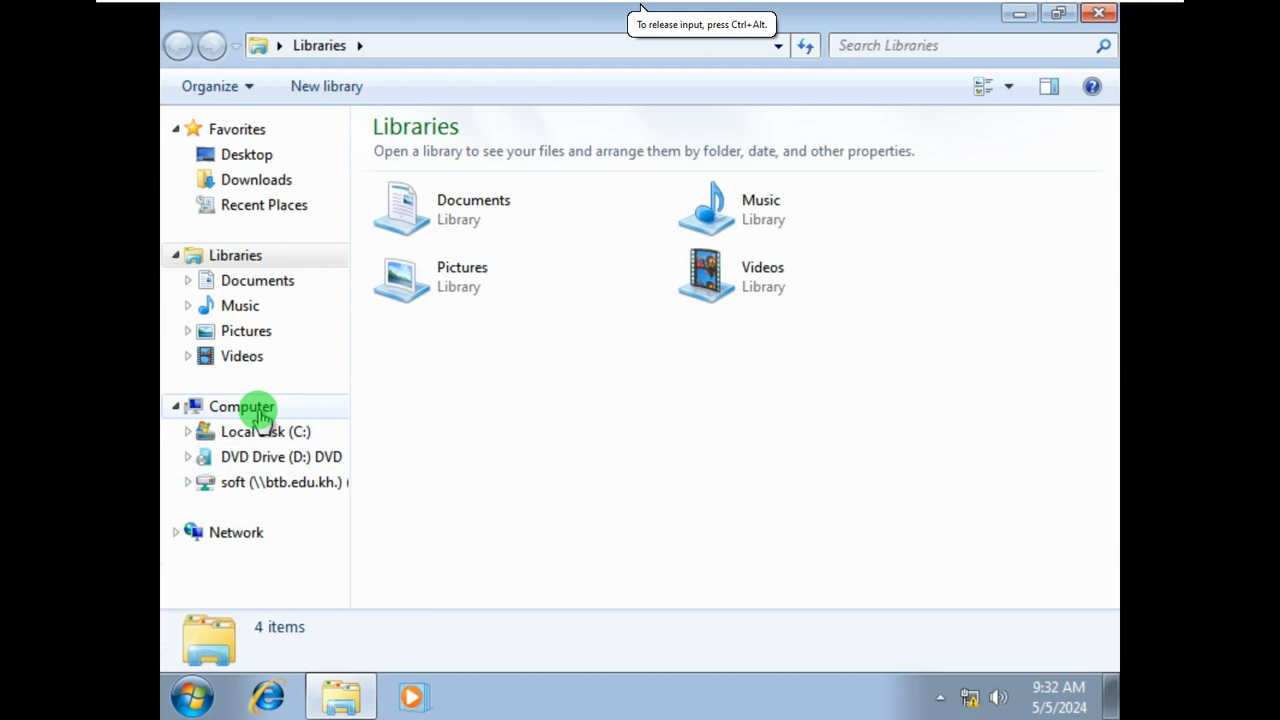 To release input, press Ctrl+Alt.
Libraries
Search Libraries
Organize
New library
Favorites
Desktop
Downloads
Recent Places
Libraries
Documents
Music
Pictures
Videos
Computer
Local Disk (C:)
DVD Drive (D:) DVD
soft (\\btb.edu.kh.) (
Network
Libraries
Open a library to see your files and arrange them by folder, date, and other properties.
Documents
Library
Music
Library
Pictures
Library
Videos
Library
4 items
9:32 AM
5/5/2024